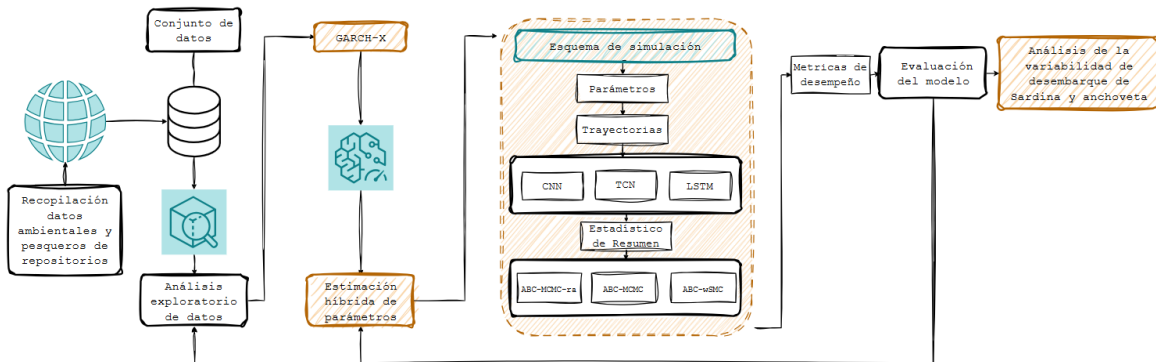 Conjunto de
datos
Recopilación
datos
ambientales y
pesqueros de
repositorios
Análisis
exploratorio
de datos
GARCH-X
Estimación
híbrida de
parámetros
Esquema de simulación
Parámetros
Trayectorias
CNN
TCN
LSTM
Estadístico
de Resumen
ABC-MCMC-ra
ABC-MCMC
ABC-wSMC
Metricas de
desempeño
Evaluación
del modelo
Análisis de la
variabilidad de
desembarque de
Sardina y anchoveta